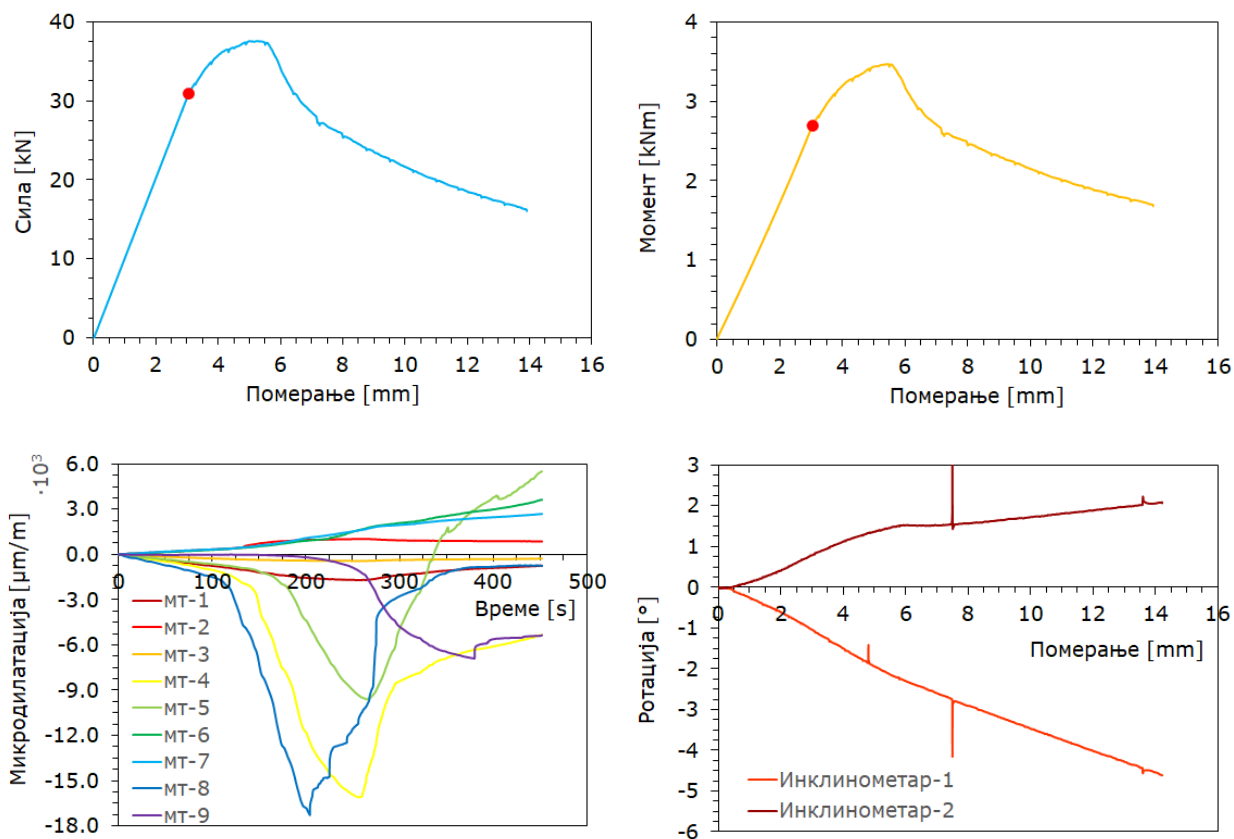 40
30
20
10
0
Сила [kN]
0 2 4 6 8 10 12 14 16
Померање [mm]
4
3
2
1
0
Момент [kNm]
0 2 4 6 8 10 12 14 16
Померање [mm]
·10³
6.0
3.0
0.0
-3.0
-6.0
-9.0
-12.0
-15.0
-18.0
Микродилатација [µm/m]
0 100 200 300 400 500
Време [s]
мт-1
мт-2
мт-3
мт-4
мт-5
мт-6
мт-7
мт-8
мт-9
3
2
1
0
-1
-2
-3
-4
-5
-6
Ротација [°]
0 2 4 6 8 10 12 14 16
Померање [mm]
Инклинометар-1
Инклинометар-2